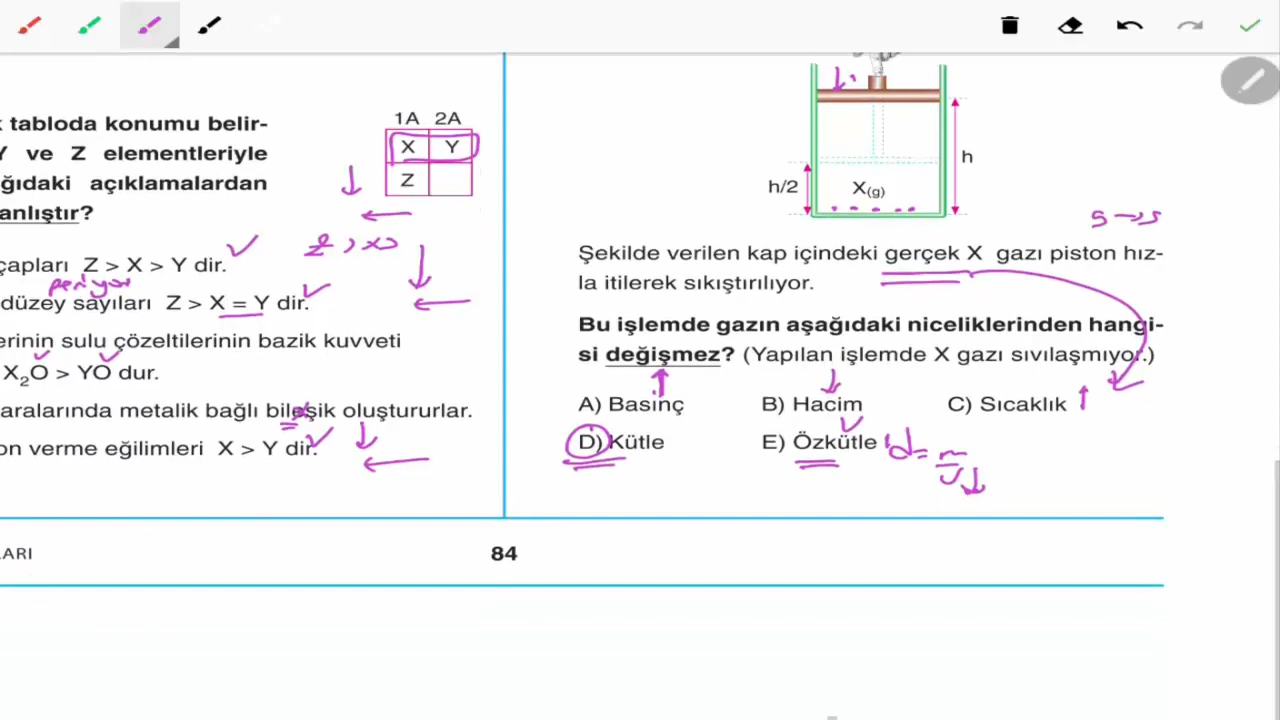 k tabloda konumu belir-
Y ve Z elementleriyle
ğıdaki açıklamalardan
anlıştır?
1A 2A
X Y
Z
Z > X >
çapları Z > X > Y dir.
periyor
düzey sayıları Z > X = Y dir.
erinin sulu çözeltilerinin bazik kuvveti
X₂O > YO dur.
aralarında metalik bağlı bileşik oluştururlar.
on verme eğilimleri X > Y dir.
h
h/2
X(g)
S → S
Şekilde verilen kap içindeki gerçek X gazı piston hız-
la itilerek sıkıştırılıyor.
Bu işlemde gazın aşağıdaki niceliklerinden hangi-
si değişmez? (Yapılan işlemde X gazı sıvılaşmıyor.)
A) Basınç B) Hacim C) Sıcaklık
D) Kütle E) Özkütle d = m/v
ARI
84